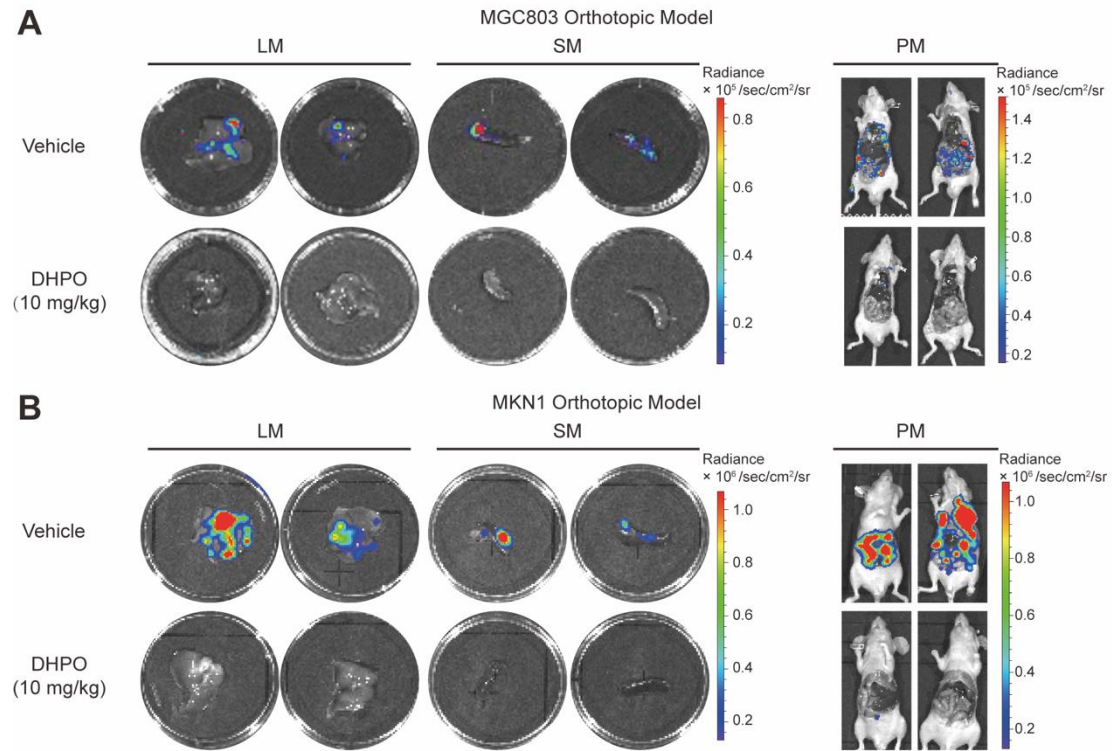 A
MGC803 Orthotopic Model
LM
SM
PM
Radiance
× 10⁵/sec/cm2/sr
Radiance
× 10⁵/sec/cm2/sr
Vehicle
0.8
0.6
0.4
0.2
1.4
1.2
1.0
0.8
0.6
0.4
0.2
DHPO
(10 mg/kg)
B
MKN1 Orthotopic Model
LM
SM
PM
Radiance
× 10⁶/sec/cm2/sr
Radiance
× 10⁶/sec/cm2/sr
Vehicle
1.0
0.8
0.6
0.4
0.2
1.0
0.8
0.6
0.4
0.2
DHPO
(10 mg/kg)